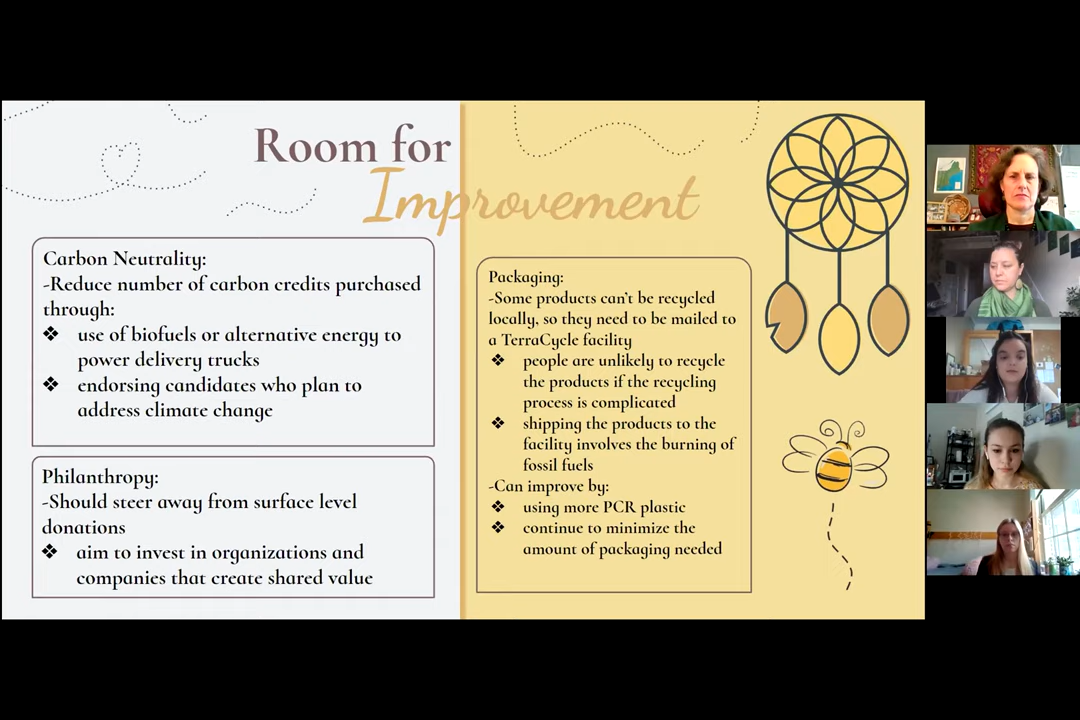 Room for
Improvement
Carbon Neutrality:
-Reduce number of carbon credits purchased
through:
❖ use of biofuels or alternative energy to
power delivery trucks
❖ endorsing candidates who plan to
address climate change
Philanthropy:
-Should steer away from surface level
donations
❖ aim to invest in organizations and
companies that create shared value
Packaging:
-Some products can't be recycled
locally, so they need to be mailed to
a TerraCycle facility
❖ people are unlikely to recycle
the products if the recycling
process is complicated
❖ shipping the products to the
facility involves the burning of
fossil fuels
-Can improve by:
❖ using more PCR plastic
❖ continue to minimize the
amount of packaging needed